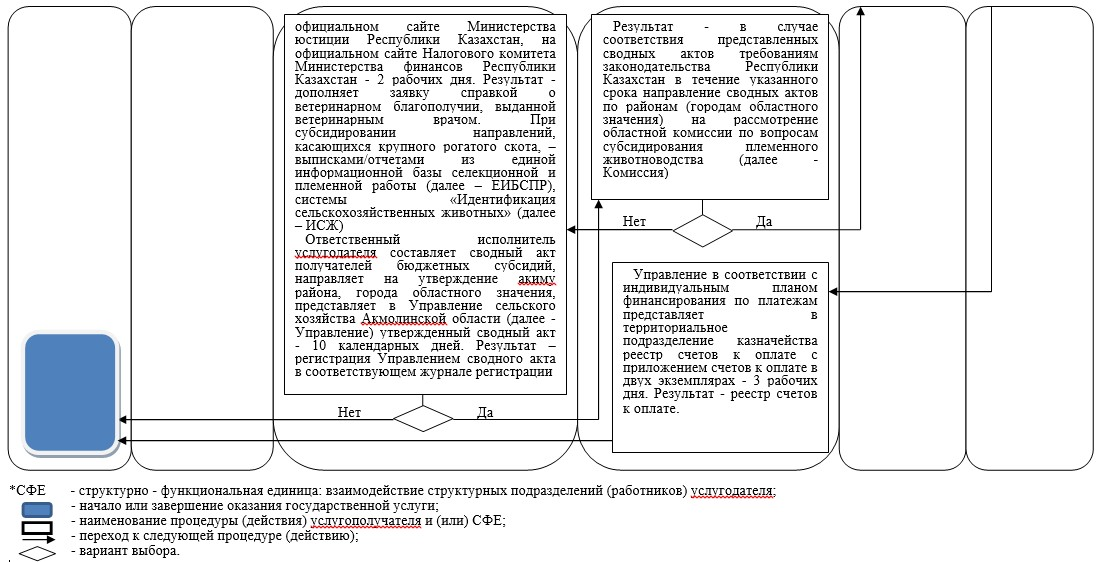 официальном сайте Министерства
юстиции Республики Казахстан, на
официальном сайте Налогового комитета
Министерства финансов Республики
Казахстан - 2 рабочих дня. Результат -
дополняет заявку справкой о
ветеринарном благополучии, выданной
ветеринарным врачом. При
субсидировании направлений,
касающихся крупного рогатого скота, –
выписками/отчетами из единой
информационной базы селекционной и
племенной работы (далее – ЕИБСПР),
системы «Идентификация
сельскохозяйственных животных» (далее
– ИСЖ)
Ответственный исполнитель
услугодателя составляет сводный акт
получателей бюджетных субсидий,
направляет на утверждение акиму
района, города областного значения,
представляет в Управление сельского
хозяйства Акмолинской области (далее -
Управление) утвержденный сводный акт
- 10 календарных дней. Результат –
регистрация Управлением сводного акта
в соответствующем журнале регистрации
Нет
Да
Результат - в случае
соответствия представленных
сводных актов требованиям
законодательства Республики
Казахстан в течение указанного
срока направление сводных актов
по районам (городам областного
значения) на рассмотрение
областной комиссии по вопросам
субсидирования племенного
животноводства (далее -
Комиссия)
Нет
Да
Управление в соответствии с
индивидуальным планом
финансирования по платежам
представляет в
территориальное
подразделение казначейства
реестр счетов к оплате с
приложением счетов к оплате в
двух экземплярах - 3 рабочих
дня. Результат - реестр счетов
к оплате.
*СФЕ - структурно - функциональная единица: взаимодействие структурных подразделений (работников) услугодателя;
- начало или завершение оказания государственной услуги;
- наименование процедуры (действия) услугополучателя и (или) СФЕ;
- переход к следующей процедуре (действию);
- вариант выбора.